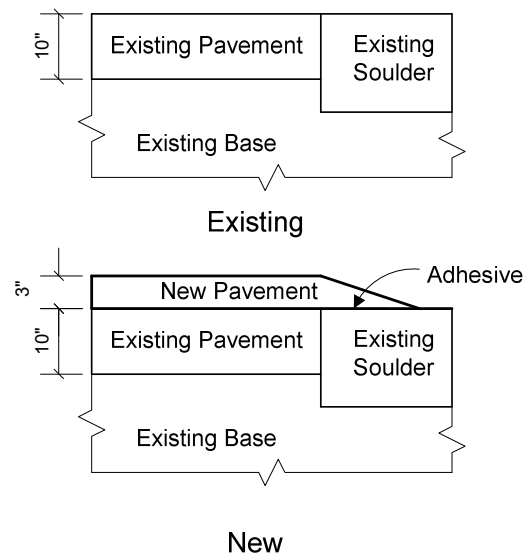 10"
Existing Pavement
Existing
Soulder
Existing Base
Existing
3"
New Pavement
Adhesive
10"
Existing Pavement
Existing
Soulder
Existing Base
New